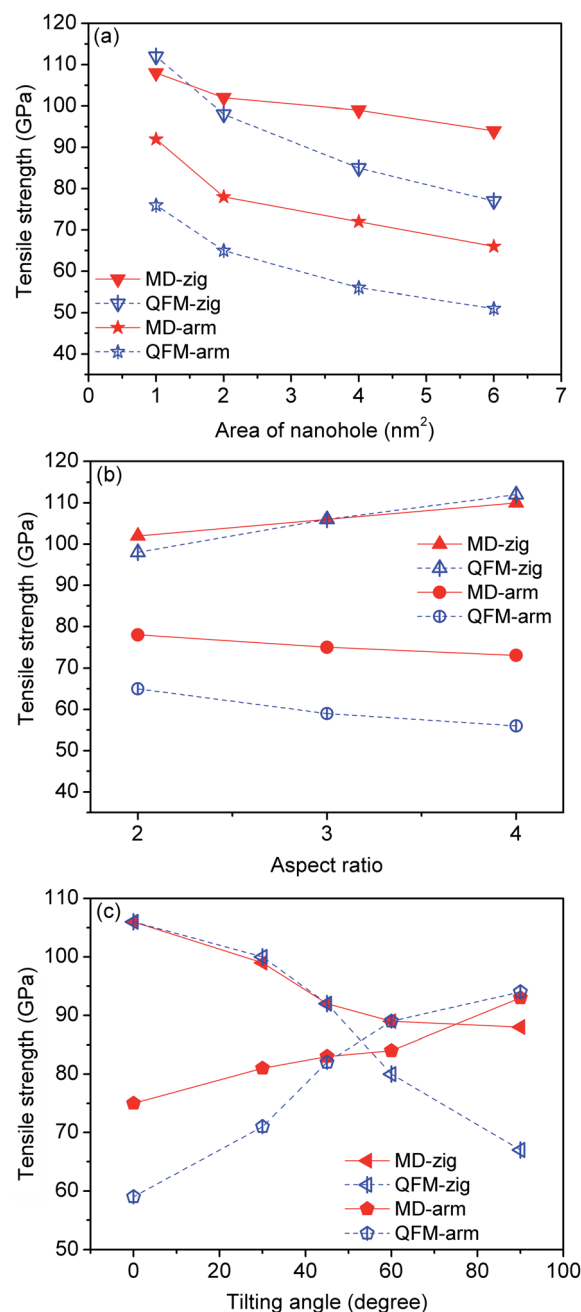 (a)
Tensile strength (GPa)
120
110
100
90
80
70
60
50
40
MD-zig
QFM-zig
MD-arm
QFM-arm
0 1 2 3 4 5 6 7
Area of nanohole (nm²)
(b)
Tensile strength (GPa)
120
110
100
90
80
70
60
50
40
MD-zig
QFM-zig
MD-arm
QFM-arm
2 3 4
Aspect ratio
(c)
Tensile strength (GPa)
110
100
90
80
70
60
50
MD-zig
QFM-zig
MD-arm
QFM-arm
0 20 40 60 80 100
Tilting angle (degree)